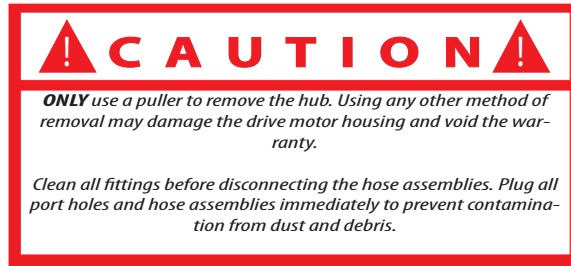 CAUTION
ONLY use a puller to remove the hub. Using any other method of
removal may damage the drive motor housing and void the war-
ranty.
Clean all fittings before disconnecting the hose assemblies. Plug all
port holes and hose assemblies immediately to prevent contamina-
tion from dust and debris.